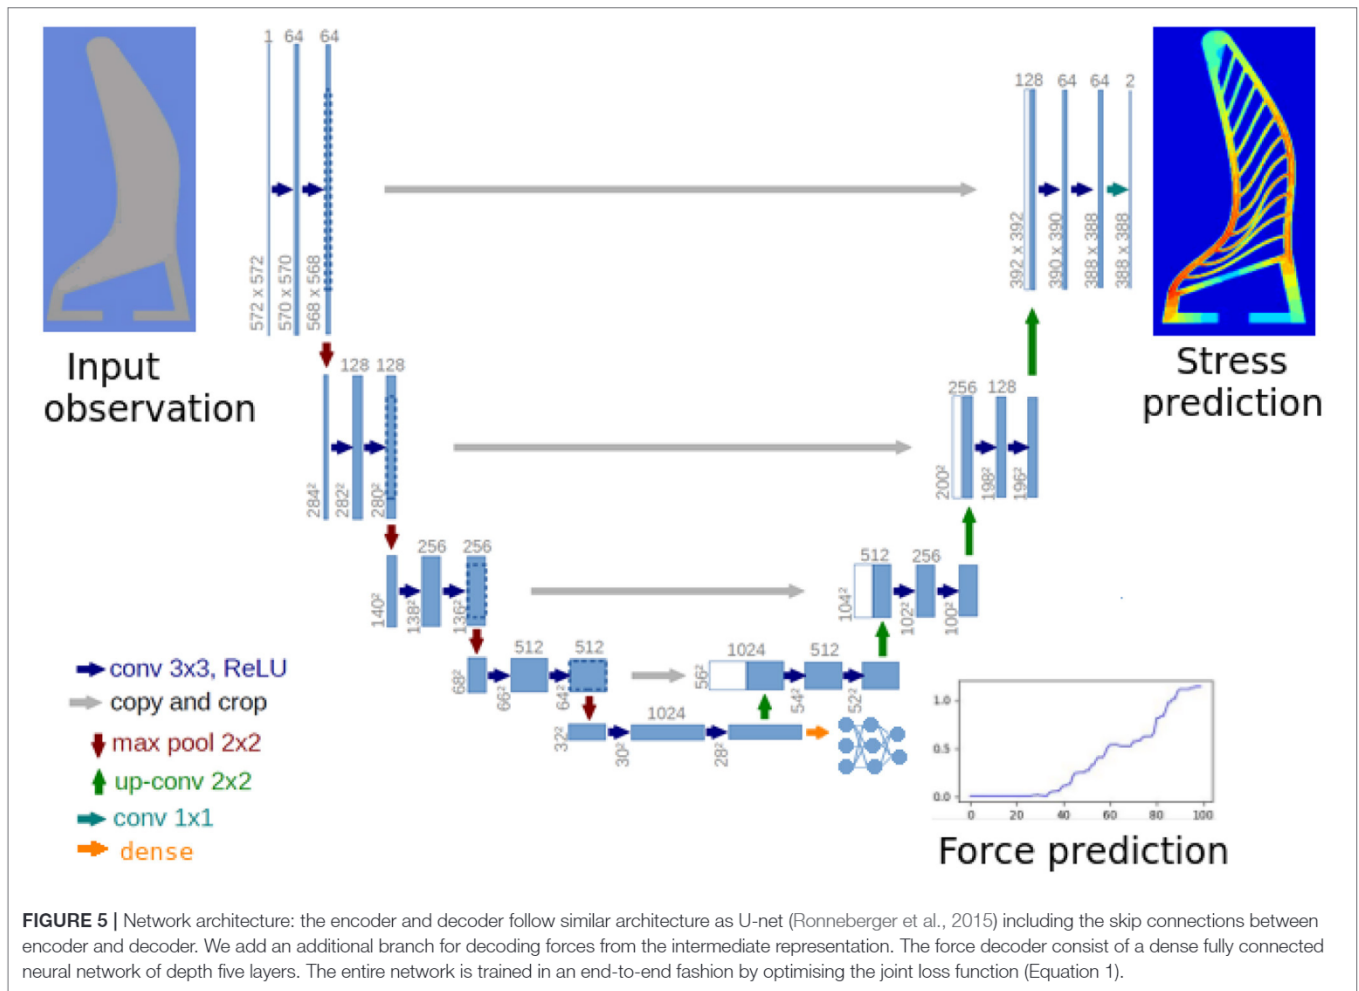 1 64 64
572 x 572
570 x 570
568 x 568
Input
observation
128 128
284²
282²
280²
256 256
140²
138²
136²
512 512
68²
66²
64²
1024
32²
30²
28²
1024 512
56²
54²
52²
512 256
104²
102²
100²
256 128
200²
198²
196²
128 64 64 2
392 x 392
390 x 390
388 x 388
388 x 388
Stress
prediction
conv 3x3, ReLU
copy and crop
max pool 2x2
up-conv 2x2
conv 1x1
dense
1.0
0.5
0.0
0 20 40 60 80 100
Force prediction
FIGURE 5 | Network architecture: the encoder and decoder follow similar architecture as U-net (Ronneberger et al., 2015) including the skip connections between
encoder and decoder. We add an additional branch for decoding forces from the intermediate representation. The force decoder consist of a dense fully connected
neural network of depth five layers. The entire network is trained in an end-to-end fashion by optimising the joint loss function (Equation 1).